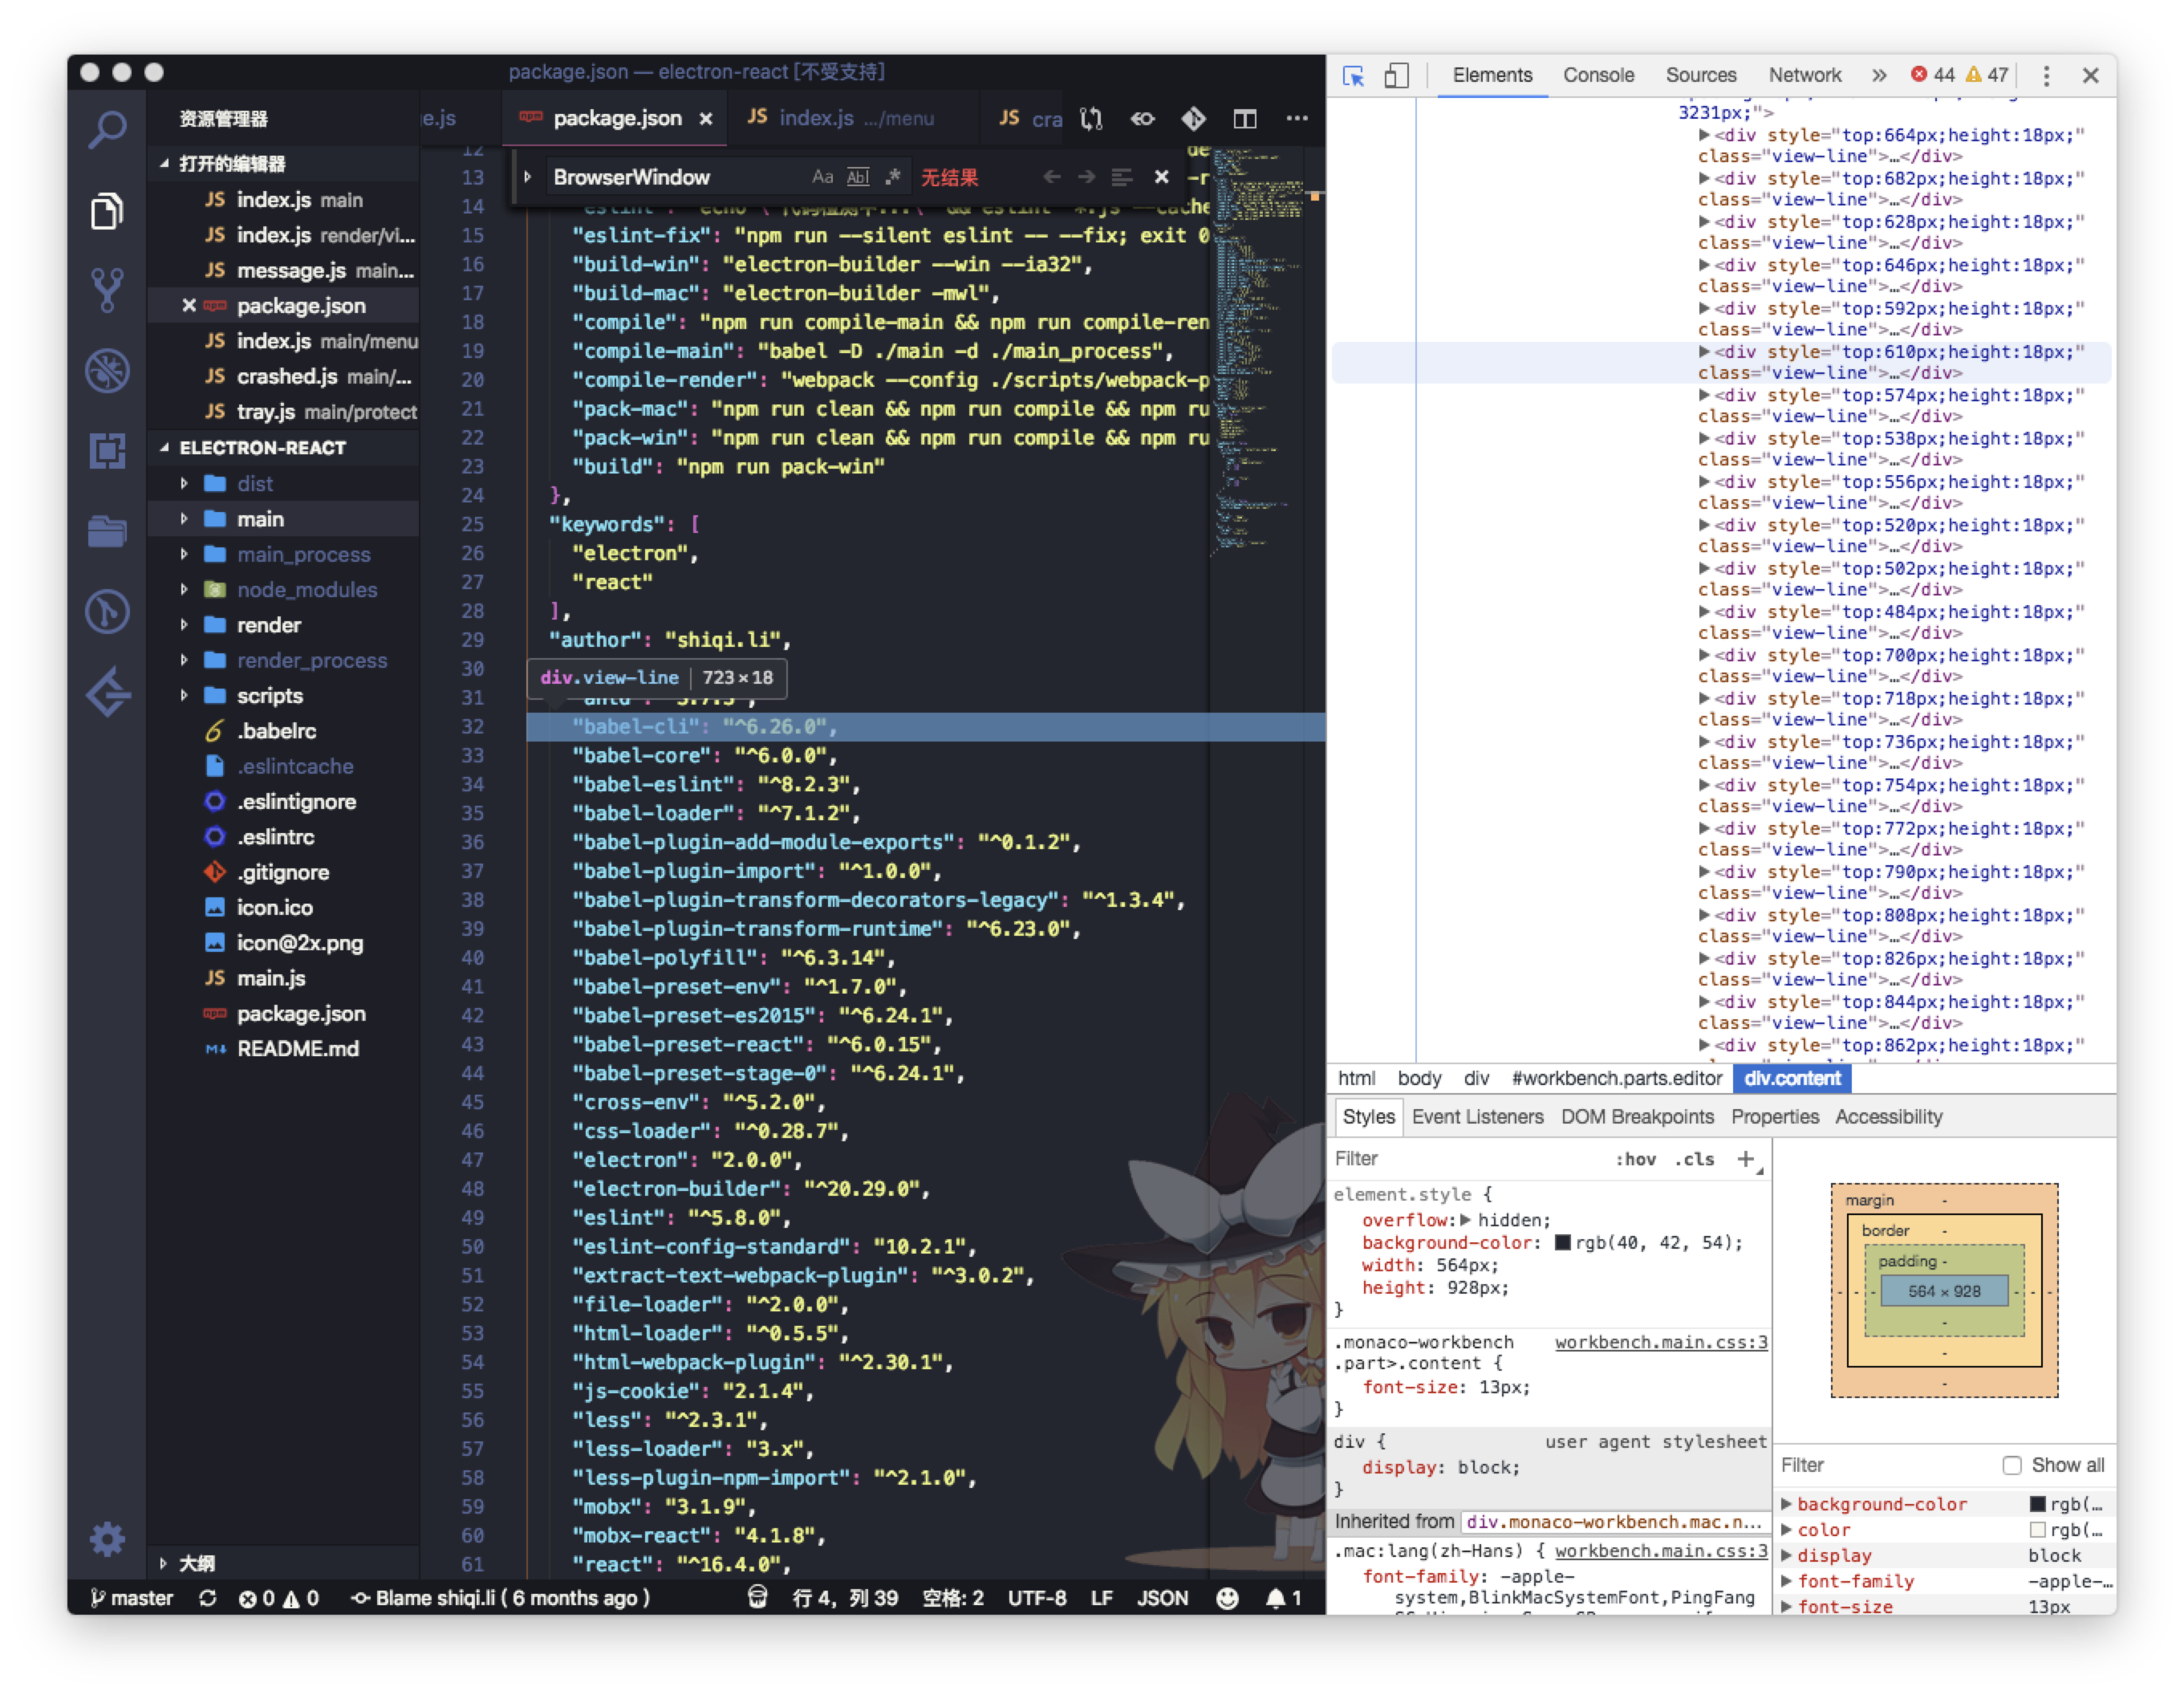 package.json — electron-react [不受支持]
资源管理器
打开的编辑器
JS index.js main
JS index.js render/vi...
JS message.js main...
package.json
JS index.js main/menu
JS crashed.js main/...
JS tray.js main/protect
ELECTRON-REACT
dist
main
main_process
node_modules
render
render_process
scripts
.babelrc
.eslintcache
.eslintignore
.eslintrc
.gitignore
icon.ico
icon@2x.png
JS main.js
package.json
README.md
大纲
e.js
package.json
JS index.js .../menu
JS cra
BrowserWindow
Aa Abl .* 无结果
12
13
14
15 "eslint-fix": "npm run --silent eslint -- --fix; exit 0
16 "build-win": "electron-builder --win --ia32",
17 "build-mac": "electron-builder -mwl",
18 "compile": "npm run compile-main && npm run compile-ren
19 "compile-main": "babel -D ./main -d ./main_process",
20 "compile-render": "webpack --config ./scripts/webpack-p
21 "pack-mac": "npm run clean && npm run compile && npm ru
22 "pack-win": "npm run clean && npm run compile && npm ru
23 "build": "npm run pack-win"
24 },
25 "keywords": [
26 "electron",
27 "react"
28 ],
29 "author": "shiqi.li",
30
div.view-line 723×18
31
32 "babel-cli": "^6.26.0",
33 "babel-core": "^6.0.0",
34 "babel-eslint": "^8.2.3",
35 "babel-loader": "^7.1.2",
36 "babel-plugin-add-module-exports": "^0.1.2",
37 "babel-plugin-import": "^1.0.0",
38 "babel-plugin-transform-decorators-legacy": "^1.3.4",
39 "babel-plugin-transform-runtime": "^6.23.0",
40 "babel-polyfill": "^6.3.14",
41 "babel-preset-env": "^1.7.0",
42 "babel-preset-es2015": "^6.24.1",
43 "babel-preset-react": "^6.0.15",
44 "babel-preset-stage-0": "^6.24.1",
45 "cross-env": "^5.2.0",
46 "css-loader": "^0.28.7",
47 "electron": "2.0.0",
48 "electron-builder": "^20.29.0",
49 "eslint": "^5.8.0",
50 "eslint-config-standard": "10.2.1",
51 "extract-text-webpack-plugin": "^3.0.2",
52 "file-loader": "^2.0.0",
53 "html-loader": "^0.5.5",
54 "html-webpack-plugin": "^2.30.1",
55 "js-cookie": "2.1.4",
56 "less": "^2.3.1",
57 "less-loader": "3.x",
58 "less-plugin-npm-import": "^2.1.0",
59 "mobx": "3.1.9",
60 "mobx-react": "4.1.8",
61 "react": "^16.4.0",
master 0 0 Blame shiqi.li ( 6 months ago ) 行 4，列 39 空格: 2 UTF-8 LF JSON 1
Elements Console Sources Network » 44 47
3231px;">
<div style="top:664px;height:18px;"
class="view-line">…</div>
<div style="top:682px;height:18px;"
class="view-line">…</div>
<div style="top:628px;height:18px;"
class="view-line">…</div>
<div style="top:646px;height:18px;"
class="view-line">…</div>
<div style="top:592px;height:18px;"
class="view-line">…</div>
<div style="top:610px;height:18px;"
class="view-line">…</div>
<div style="top:574px;height:18px;"
class="view-line">…</div>
<div style="top:538px;height:18px;"
class="view-line">…</div>
<div style="top:556px;height:18px;"
class="view-line">…</div>
<div style="top:520px;height:18px;"
class="view-line">…</div>
<div style="top:502px;height:18px;"
class="view-line">…</div>
<div style="top:484px;height:18px;"
class="view-line">…</div>
<div style="top:700px;height:18px;"
class="view-line">…</div>
<div style="top:718px;height:18px;"
class="view-line">…</div>
<div style="top:736px;height:18px;"
class="view-line">…</div>
<div style="top:754px;height:18px;"
class="view-line">…</div>
<div style="top:772px;height:18px;"
class="view-line">…</div>
<div style="top:790px;height:18px;"
class="view-line">…</div>
<div style="top:808px;height:18px;"
class="view-line">…</div>
<div style="top:826px;height:18px;"
class="view-line">…</div>
<div style="top:844px;height:18px;"
class="view-line">…</div>
<div style="top:862px;height:18px;"
html body div #workbench.parts.editor div.content
Styles Event Listeners DOM Breakpoints Properties Accessibility
Filter :hov .cls +
element.style {
overflow: hidden;
background-color: rgb(40, 42, 54);
width: 564px;
height: 928px;
}
.monaco-workbench workbench.main.css:3
.part>.content {
font-size: 13px;
}
div { user agent stylesheet
display: block;
}
Inherited from div.monaco-workbench.mac.n...
.mac:lang(zh-Hans) { workbench.main.css:3
font-family: -apple-
system,BlinkMacSystemFont,PingFang
margin -
border -
padding -
564 × 928
Filter Show all
background-color rgb(…
color rgb(…
display block
font-family -apple-…
font-size 13px